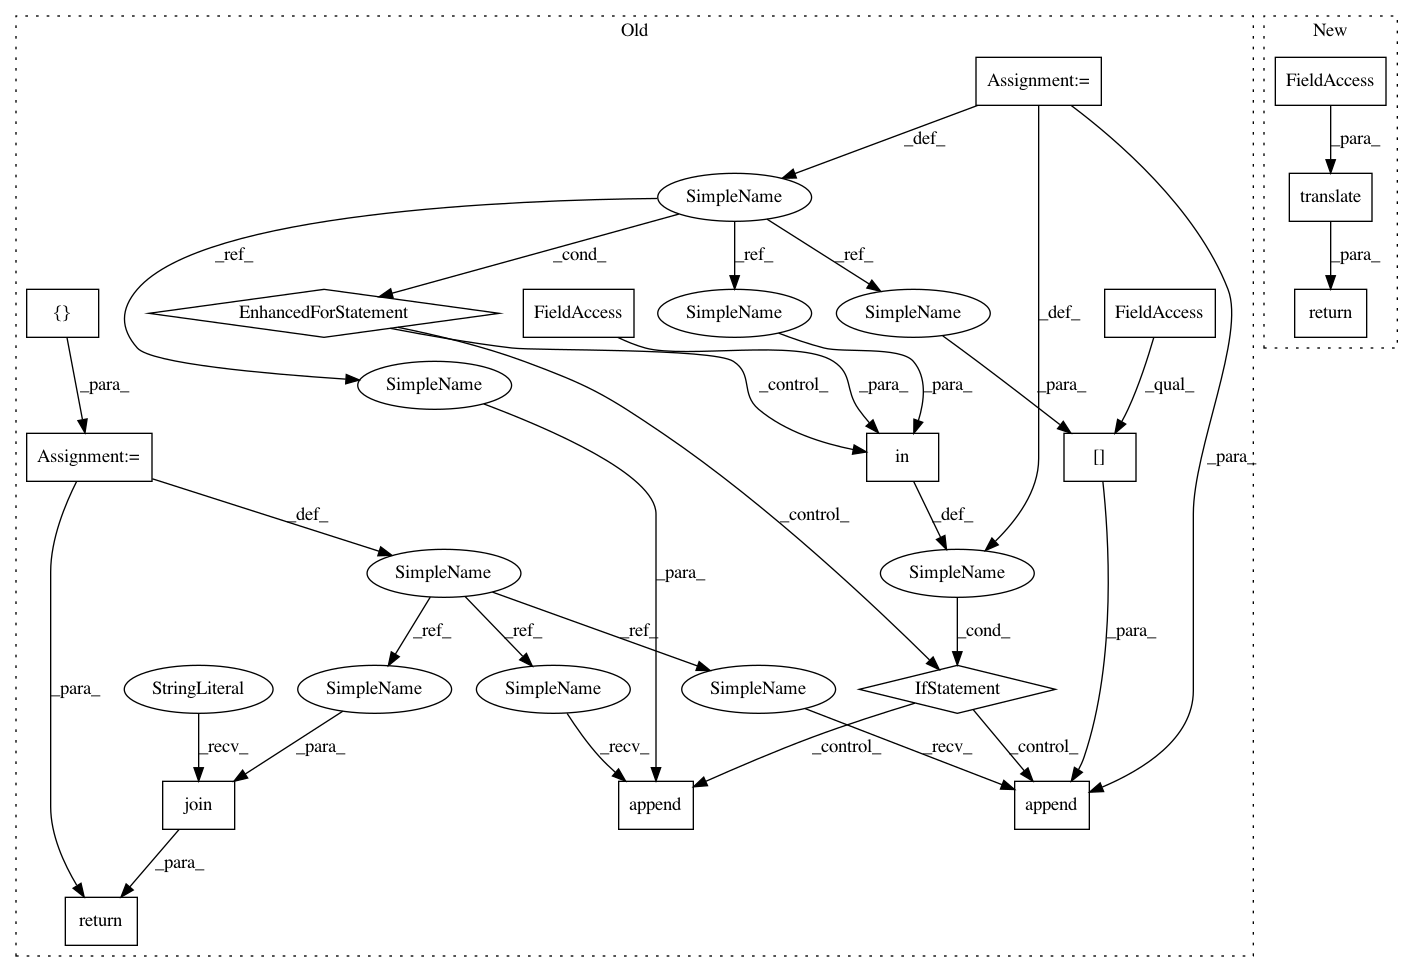 Old
New
Assignment:=
FieldAccess
_def_
_para_
SimpleName
translate
_ref_
_cond_
_ref_
_ref_
_para_
{}
EnhancedForStatement
FieldAccess
SimpleName
SimpleName
_def_
FieldAccess
return
_para_
SimpleName
_control_
_para_
_para_
_para_
_qual_
Assignment:=
in
[]
_para_
_def_
_control_
_def_
SimpleName
_para_
SimpleName
_ref_
_ref_
_ref_
_cond_
_para_
_para_
StringLiteral
SimpleName
SimpleName
SimpleName
IfStatement
_recv_
_para_
_recv_
_control_
_recv_
_control_
join
append
append
_para_
return